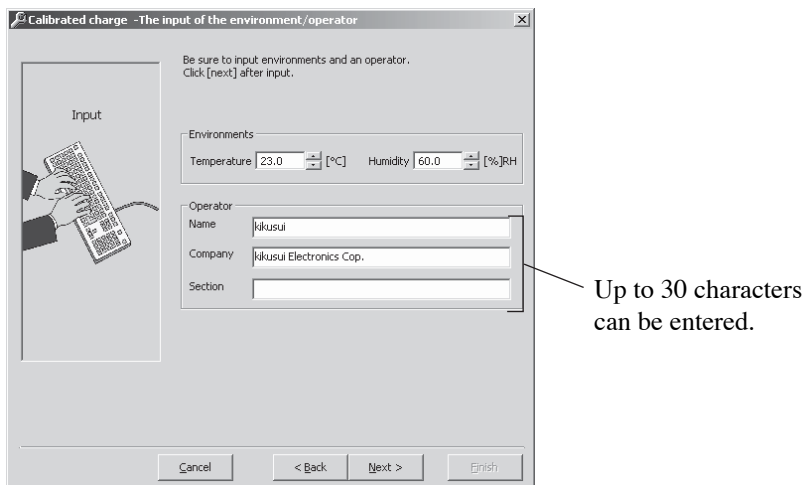 Calibrated charge -The input of the environment/operator
Be sure to input environments and an operator.
Click [next] after input.
Input
Environments
Temperature 23.0 [°C] Humidity 60.0 [%]RH
Operator
Name kikusui
Company kikusui Electronics Cop.
Section
Up to 30 characters
can be entered.
Cancel < Back Next > Finish